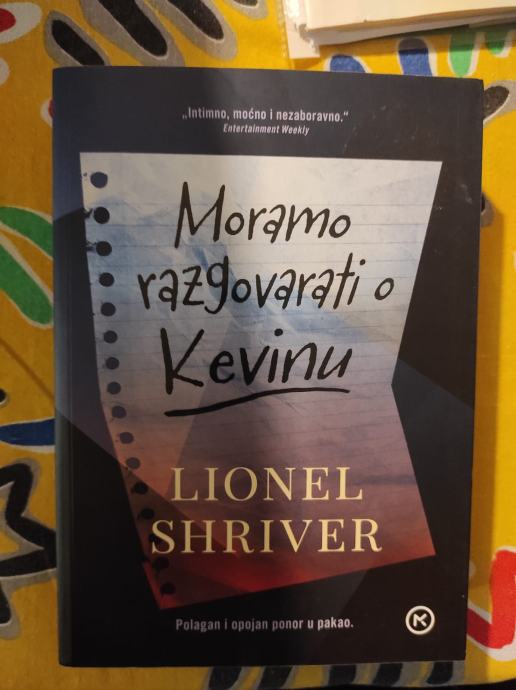 „Intimno, moćno i nezaboravno.“
Entertainment Weekly
Moramo
razgovarati o
Kevinu
LIONEL
SHRIVER
Polagan i opojan ponor u pakao.